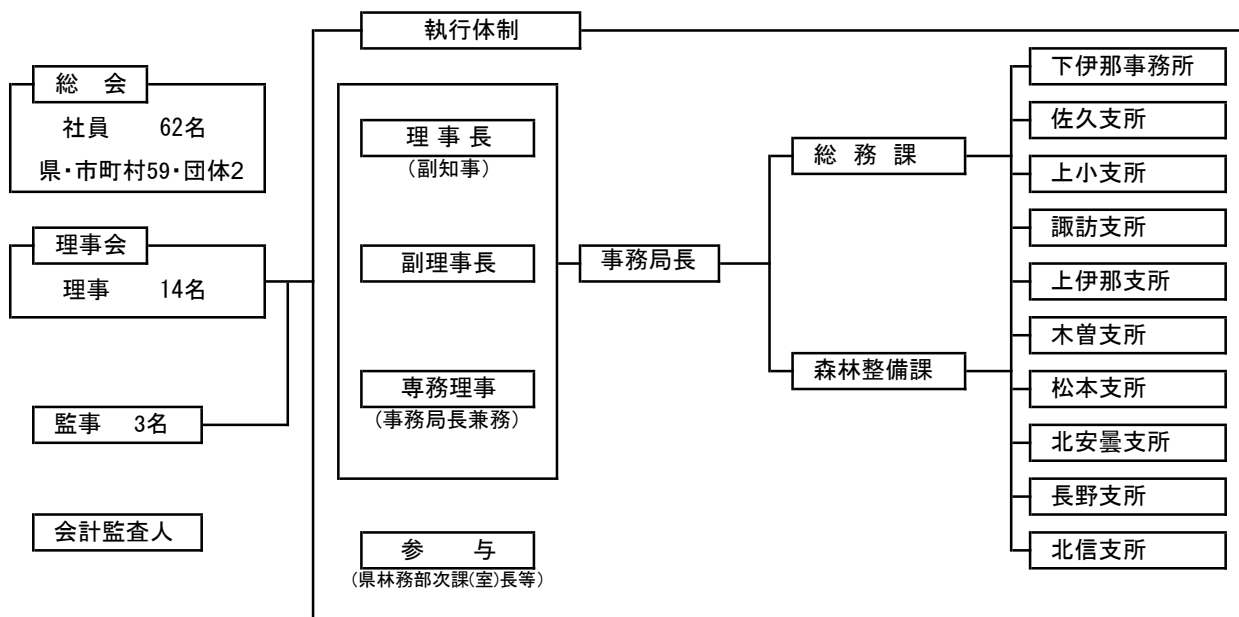 執行体制
総 会
社員 62名
県・市町村59・団体2
理事会
理事 14名
監事 3名
会計監査人
理 事 長
(副知事)
副理事長
専務理事
(事務局長兼務)
参 与
(県林務部次課(室)長等)
事務局長
総 務 課
森林整備課
下伊那事務所
佐久支所
上小支所
諏訪支所
上伊那支所
木曽支所
松本支所
北安曇支所
長野支所
北信支所